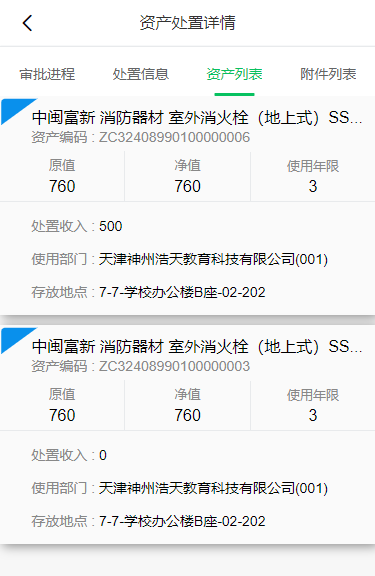 资产处置详情
审批进程 处置信息 资产列表 附件列表
中闽富新 消防器材 室外消火栓（地上式）SS...
资产编码 : ZC32408990100000006
原值 净值 使用年限
760 760 3
处置收入 : 500
使用部门 : 天津神州浩天教育科技有限公司(001)
存放地点 : 7-7-学校办公楼B座-02-202
中闽富新 消防器材 室外消火栓（地上式）SS...
资产编码 : ZC32408990100000003
原值 净值 使用年限
760 760 3
处置收入 : 0
使用部门 : 天津神州浩天教育科技有限公司(001)
存放地点 : 7-7-学校办公楼B座-02-202